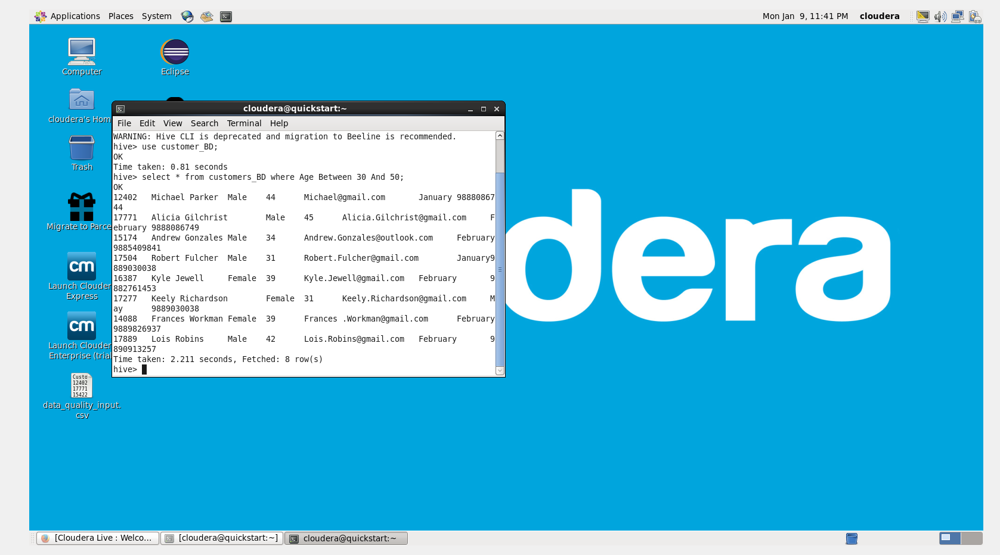 Applications Places System Mon Jan 9, 11:41 PM cloudera
Computer
Eclipse
cloudera's Hom
Trash
Migrate to Parce
cm
Launch Clouder
Express
cm
Launch Clouder
Enterprise (trial
Custo
12402
17771
15422
data_quality_input.
csv
cloudera@quickstart:~
File Edit View Search Terminal Help
WARNING: Hive CLI is deprecated and migration to Beeline is recommended.
hive> use customer_BD;
OK
Time taken: 0.81 seconds
hive> select * from customers_BD where Age Between 30 And 50;
OK
12402 Michael Parker Male 44 Michael@gmail.com January 98880867
44
17771 Alicia Gilchrist Male 45 Alicia.Gilchrist@gmail.com F
ebruary 9888086749
15174 Andrew Gonzales Male 34 Andrew.Gonzales@outlook.com February
9885409841
17504 Robert Fulcher Male 31 Robert.Fulcher@gmail.com January9
889030038
16387 Kyle Jewell Female 39 Kyle.Jewell@gmail.com February 9
882761453
17277 Keely Richardson Female 31 Keely.Richardson@gmail.com M
ay 9889030038
14088 Frances Workman Female 39 Frances .Workman@gmail.com February
9889826937
17889 Lois Robins Male 42 Lois.Robins@gmail.com February 9
890913257
Time taken: 2.211 seconds, Fetched: 8 row(s)
hive>
dera
[Cloudera Live : Welco... [cloudera@quickstart:~] cloudera@quickstart:~